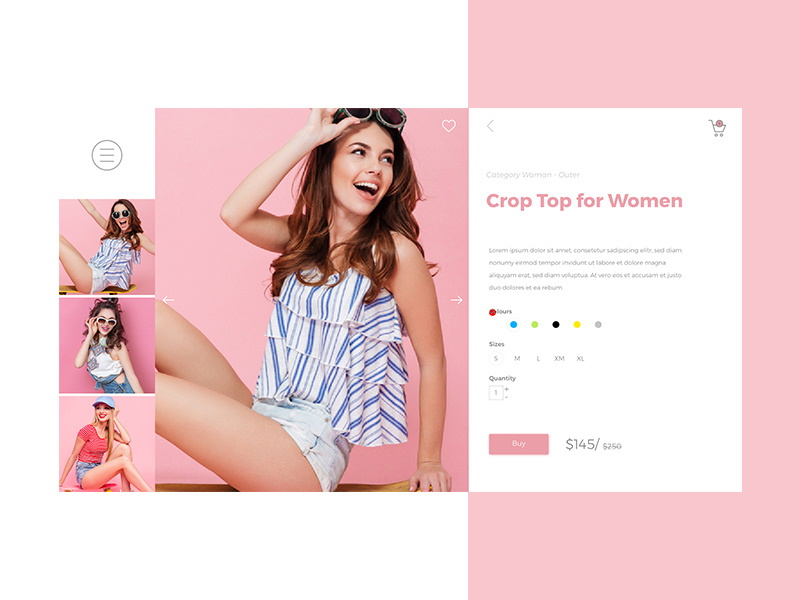 Category Woman - Outer
Crop Top for Women
Lorem ipsum dolor sit amet, consetetur sadipscing elitr, sed diam
nonumy eirmod tempor invidunt ut labore et dolore magna
aliquyam erat, sed diam voluptua. At vero eos et accusam et justo
duo dolores et ea rebum.
lours
S M L XM XL
Sizes
Quantity
1 + -
Buy $145/ $250